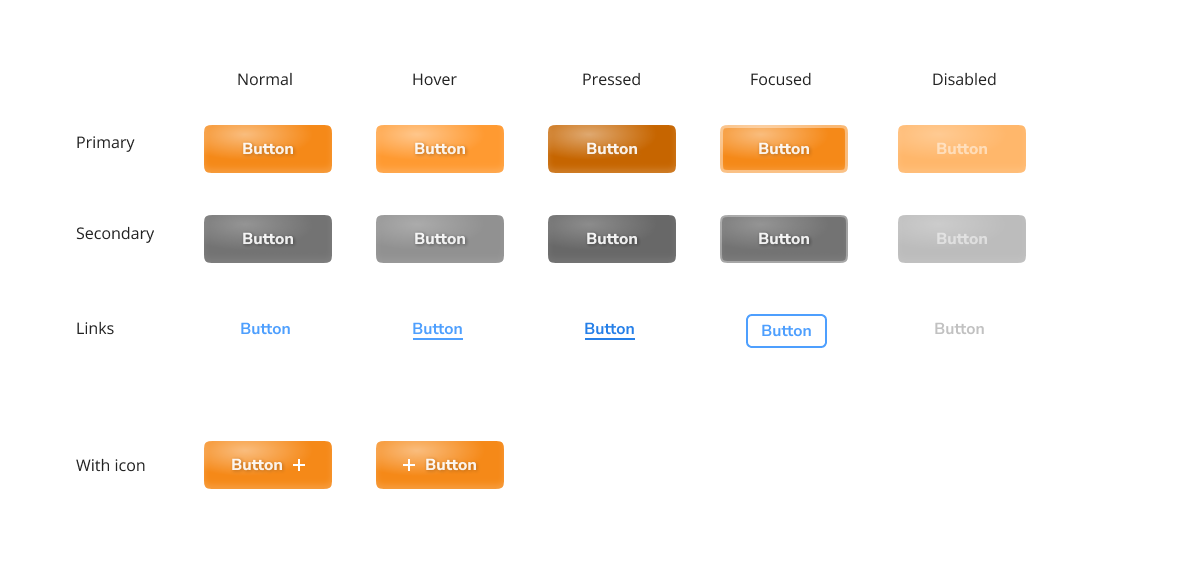 Normal Hover Pressed Focused Disabled
Primary Button Button Button Button Button
Secondary Button Button Button Button Button
Links Button Button Button Button Button
With icon Button + + Button